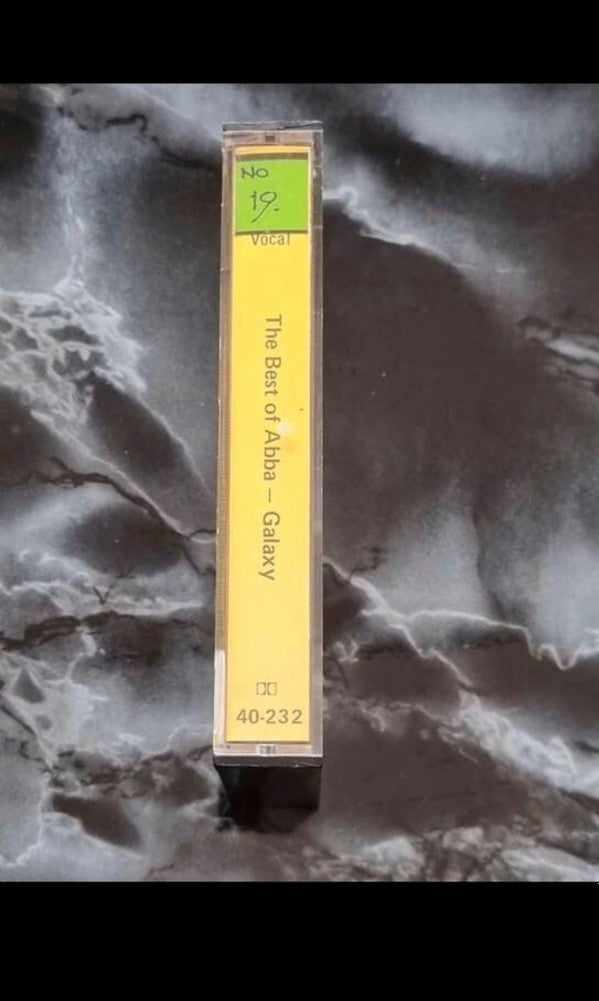 NO
19.
Vocal
The Best of Abba – Galaxy
40-232